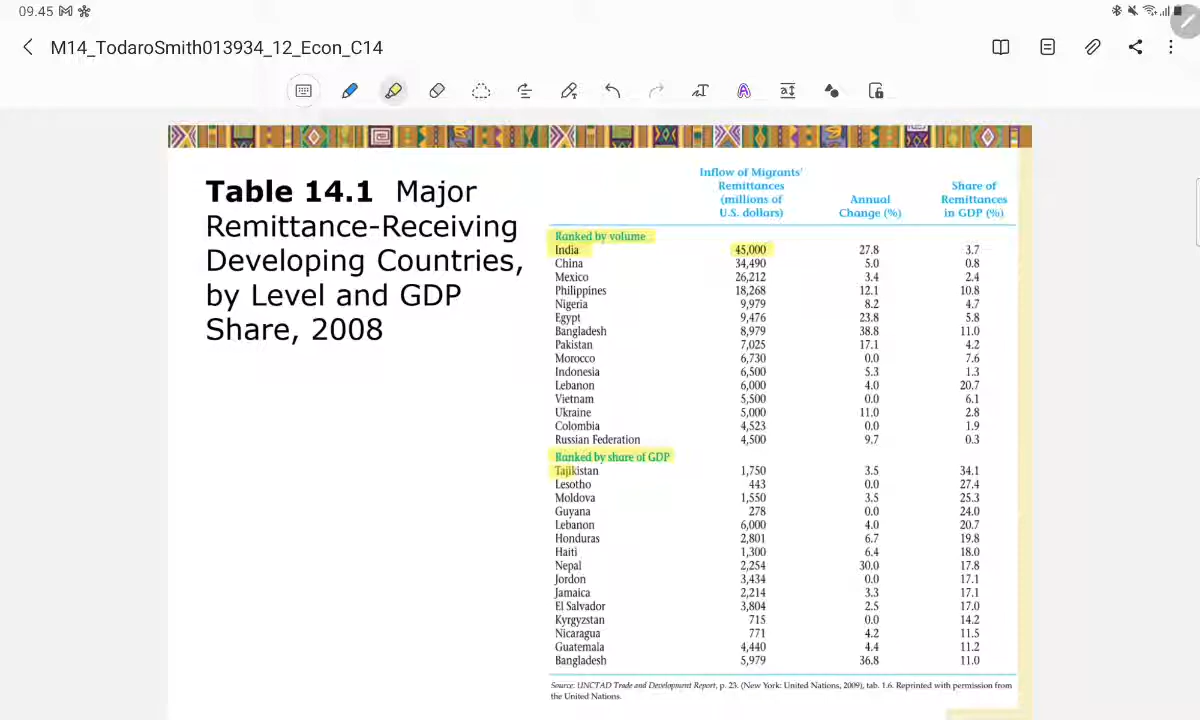 09.45
M14_TodaroSmith013934_12_Econ_C14
Table 14.1 Major
Remittance-Receiving
Developing Countries,
by Level and GDP
Share, 2008
Inflow of Migrants'
Remittances
(millions of
U.S. dollars)
Annual
Change (%)
Share of
Remittances
in GDP (%)
Ranked by volume
India 45,000 27.8 3.7
China 34,490 5.0 0.8
Mexico 26,212 3.4 2.4
Philippines 18,268 12.1 10.8
Nigeria 9,979 8.2 4.7
Egypt 9,476 23.8 5.8
Bangladesh 8,979 38.8 11.0
Pakistan 7,025 17.1 4.2
Morocco 6,730 0.0 7.6
Indonesia 6,500 5.3 1.3
Lebanon 6,000 4.0 20.7
Vietnam 5,500 0.0 6.1
Ukraine 5,000 11.0 2.8
Colombia 4,523 0.0 1.9
Russian Federation 4,500 9.7 0.3
Ranked by share of GDP
Tajikistan 1,750 3.5 34.1
Lesotho 443 0.0 27.4
Moldova 1,550 3.5 25.3
Guyana 278 0.0 24.0
Lebanon 6,000 4.0 20.7
Honduras 2,801 6.7 19.8
Haiti 1,300 6.4 18.0
Nepal 2,254 30.0 17.8
Jordon 3,434 0.0 17.1
Jamaica 2,214 3.3 17.1
El Salvador 3,804 2.5 17.0
Kyrgyzstan 715 0.0 14.2
Nicaragua 771 4.2 11.5
Guatemala 4,440 4.4 11.2
Bangladesh 5,979 36.8 11.0
Source: UNCTAD Trade and Development Report, p. 23. (New York: United Nations, 2009), tab. 1.6. Reprinted with permission from
the United Nations.